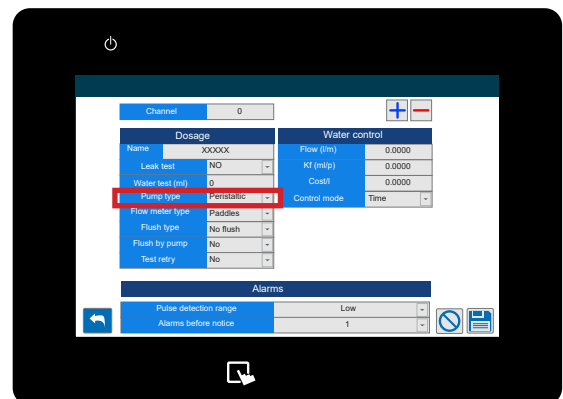 Channel 0
Dosage
Name XXXXX
Leak test NO
Water test (ml) 0
Pump type Peristaltic
Flow meter type Paddles
Flush type No flush
Flush by pump No
Test retry No
Water control
Flow (l/m) 0.0000
Kf (ml/p) 0.0000
Cost/l 0.0000
Control mode Time
Alarms
Pulse detection range Low
Alarms before notice 1